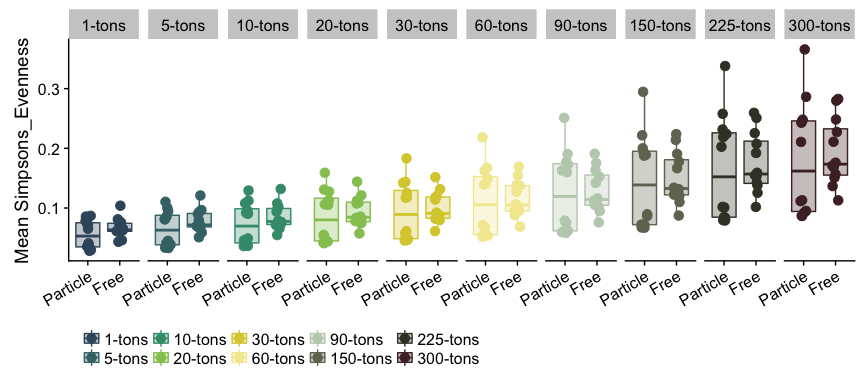 1-tons 5-tons 10-tons 20-tons 30-tons 60-tons 90-tons 150-tons 225-tons 300-tons
Mean Simpsons_Evenness
0.3
0.2
0.1
Particle Free Particle Free Particle Free Particle Free Particle Free Particle Free Particle Free Particle Free Particle Free Particle Free
1-tons 10-tons 30-tons 90-tons 225-tons
5-tons 20-tons 60-tons 150-tons 300-tons